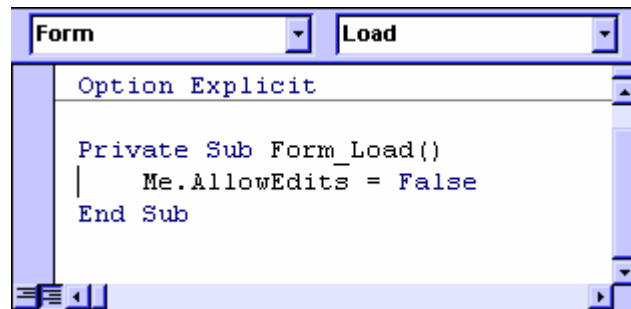 Form Load
Option Explicit
Private Sub Form_Load()
Me.AllowEdits = False
End Sub